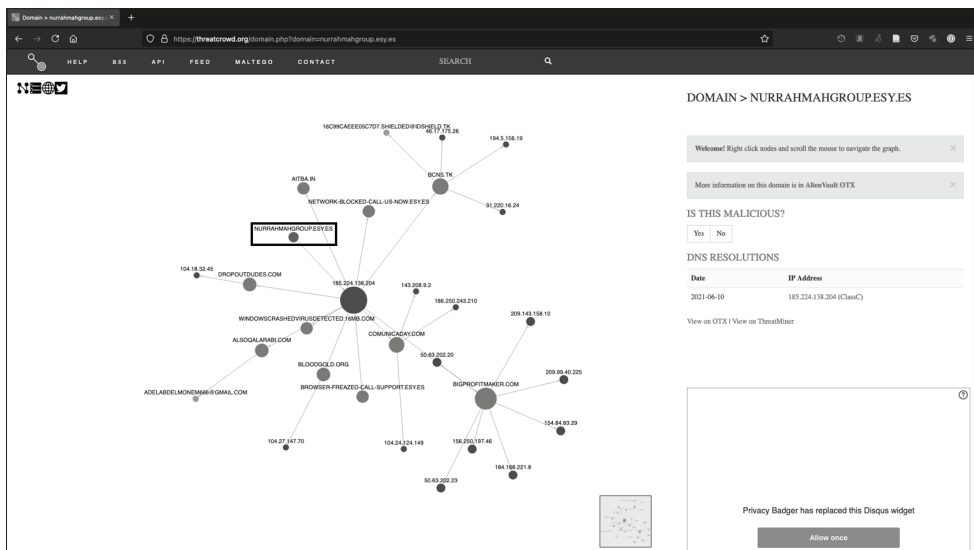 Domain > nurrahmahgroup.esy.e
https://threatcrowd.org/domain.php?domain=nurrahmahgroup.esy.es
HELP RSS API FEED MALTEGO CONTACT SEARCH
DOMAIN > NURRAHMAHGROUP.ESY.ES
16C99CAEEE05C7D7.SHIELDED@IDSHIELD.TK
46.17.175.26
194.5.156.19
Welcome! Right click nodes and scroll the mouse to navigate the graph.
AITBA.IN
BCNS.TK
More information on this domain is in AlienVault OTX
NETWORK-BLOCKED-CALL-US-NOW.ESY.ES
31.220.16.24
IS THIS MALICIOUS?
NURRAHMAHGROUP.ESY.ES
Yes No
DNS RESOLUTIONS
104.18.32.45
DROPOUTDUDES.COM
Date IP Address
185.224.138.204
143.208.9.2
2021-06-10 185.224.138.204 (ClassC)
186.250.243.210
209.143.158.10
WINDOWSCRASHEDVIRUSDETECTED.16MB.COM
View on OTX | View on ThreatMiner
COMUNICADAY.COM
ALSOQALARABI.COM
50.63.202.20
BLOODGOLD.ORG
209.99.40.225
BROWSER-FREAZED-CALL-SUPPORT.ESY.ES
BIGPROFITMAKER.COM
ADELABDELMONEM666@GMAIL.COM
154.84.83.29
104.27.147.70
104.24.124.149
156.250.197.46
184.168.221.8
50.63.202.23
Privacy Badger has replaced this Disqus widget
Allow once